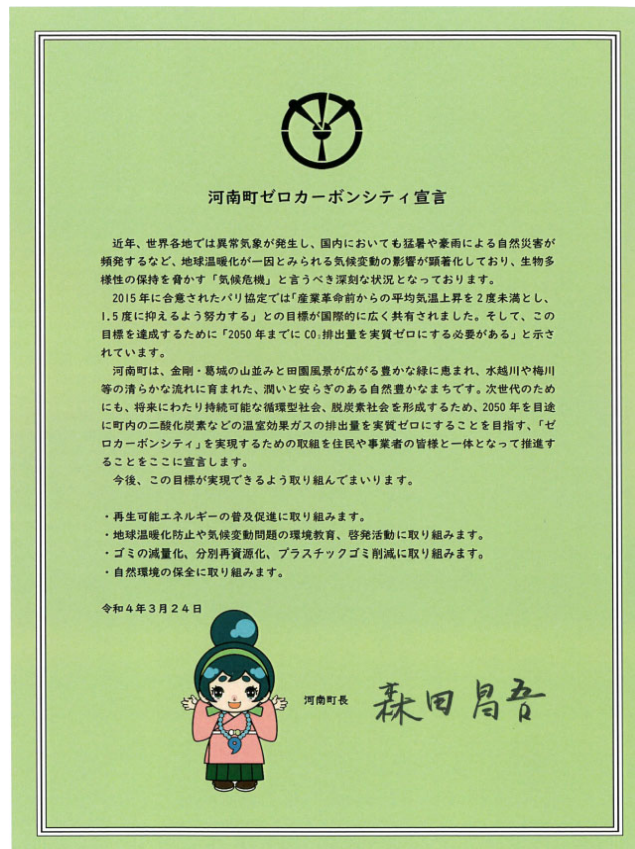 河南町ゼロカーボンシティ宣言
近年、世界各地では異常気象が発生し、国内においても猛暑や豪雨による自然災害が
頻発するなど、地球温暖化が一因とみられる気候変動の影響が顕著化しており、生物多
様性の保持を脅かす「気候危機」と言うべき深刻な状況となっております。
2015年に合意されたパリ協定では「産業革命前からの平均気温上昇を2度未満とし、
1.5度に抑えるよう努力する」との目標が国際的に広く共有されました。そして、この
目標を達成するために「2050年までにCO₂排出量を実質ゼロにする必要がある」と示さ
れています。
河南町は、金剛・葛城の山並みと田園風景が広がる豊かな緑に恵まれ、水越川や梅川
等の清らかな流れに育まれた、潤いと安らぎのある自然豊かなまちです。次世代のため
にも、将来にわたり持続可能な循環型社会、脱炭素社会を形成するため、2050年を目途
に町内の二酸化炭素などの温室効果ガスの排出量を実質ゼロにすることを目指す、「ゼ
ロカーボンシティ」を実現するための取組を住民や事業者の皆様と一体となって推進す
ることをここに宣言します。
今後、この目標が実現できるよう取り組んでまいります。
・再生可能エネルギーの普及促進に取り組みます。
・地球温暖化防止や気候変動問題の環境教育、啓発活動に取り組みます。
・ゴミの減量化、分別再資源化、プラスチックゴミ削減に取り組みます。
・自然環境の保全に取り組みます。
令和4年3月24日
河南町長 森田昌吾